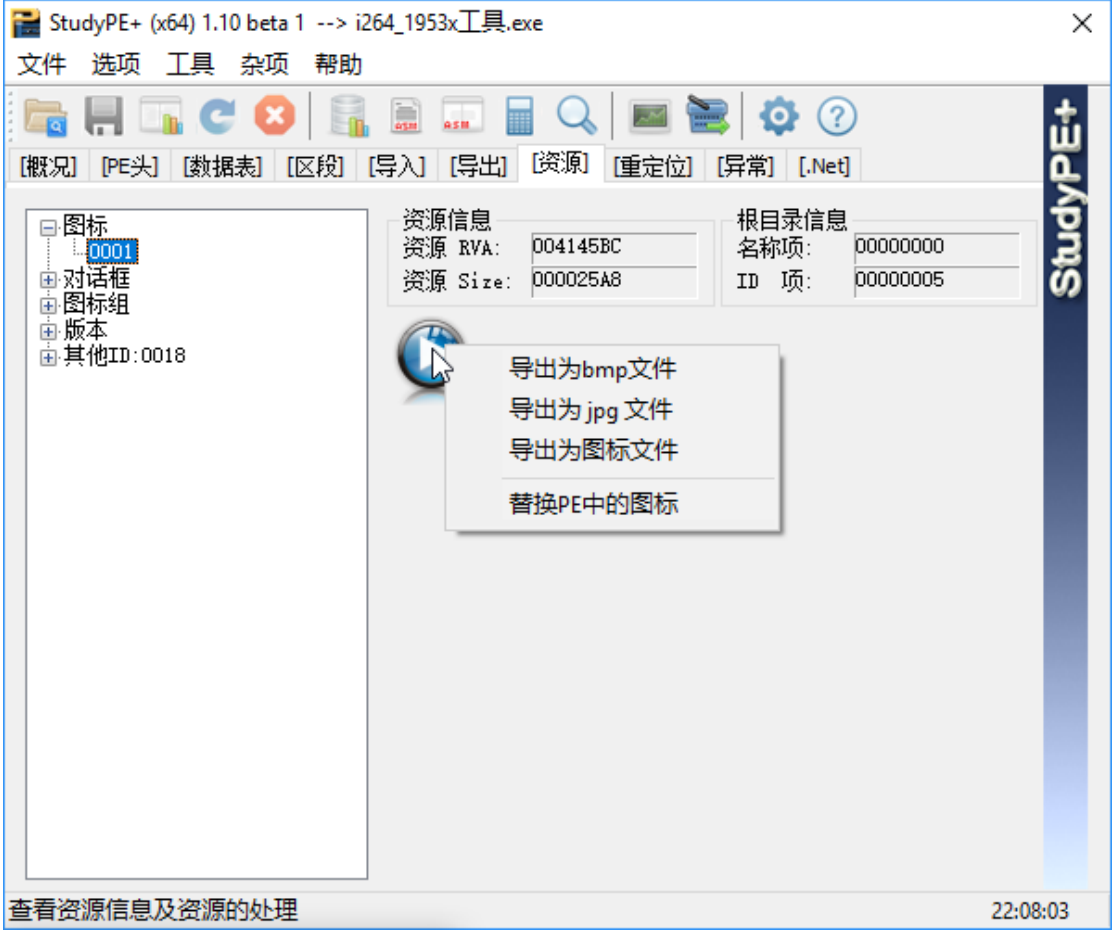 StudyPE+ (x64) 1.10 beta 1 --> i264_1953x工具.exe
文件 选项 工具 杂项 帮助
ASM ASM
[概况] [PE头] [数据表] [区段] [导入] [导出] [资源] [重定位] [异常] [.Net]
StudyPE+
图标
0001
对话框
图标组
版本
其他ID:0018
资源信息
资源 RVA: 004145BC
资源 Size: 000025A8
根目录信息
名称项: 00000000
ID 项: 00000005
导出为bmp文件
导出为 jpg 文件
导出为图标文件
替换PE中的图标
查看资源信息及资源的处理 22:08:03